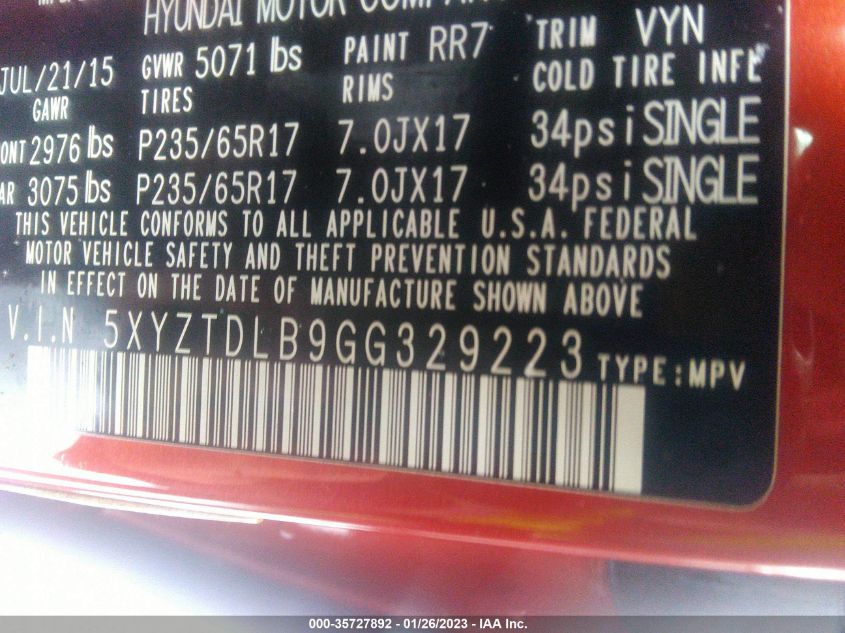 HYUNDAI MOTOR
JUL/21/15 GVWR 5071 lbs PAINT RR7 TRIM VYN
GAWR TIRES RIMS COLD TIRE INFL
2976 lbs P235/65R17 7.0JX17 34psi SINGLE
3075 lbs P235/65R17 7.0JX17 34psi SINGLE
THIS VEHICLE CONFORMS TO ALL APPLICABLE U.S.A. FEDERAL
MOTOR VEHICLE SAFETY AND THEFT PREVENTION STANDARDS
IN EFFECT ON THE DATE OF MANUFACTURE SHOWN ABOVE
V.I.N 5XYZTDLB9GG329223 TYPE:MPV
000-35727892 - 01/26/2023 - IAA Inc.